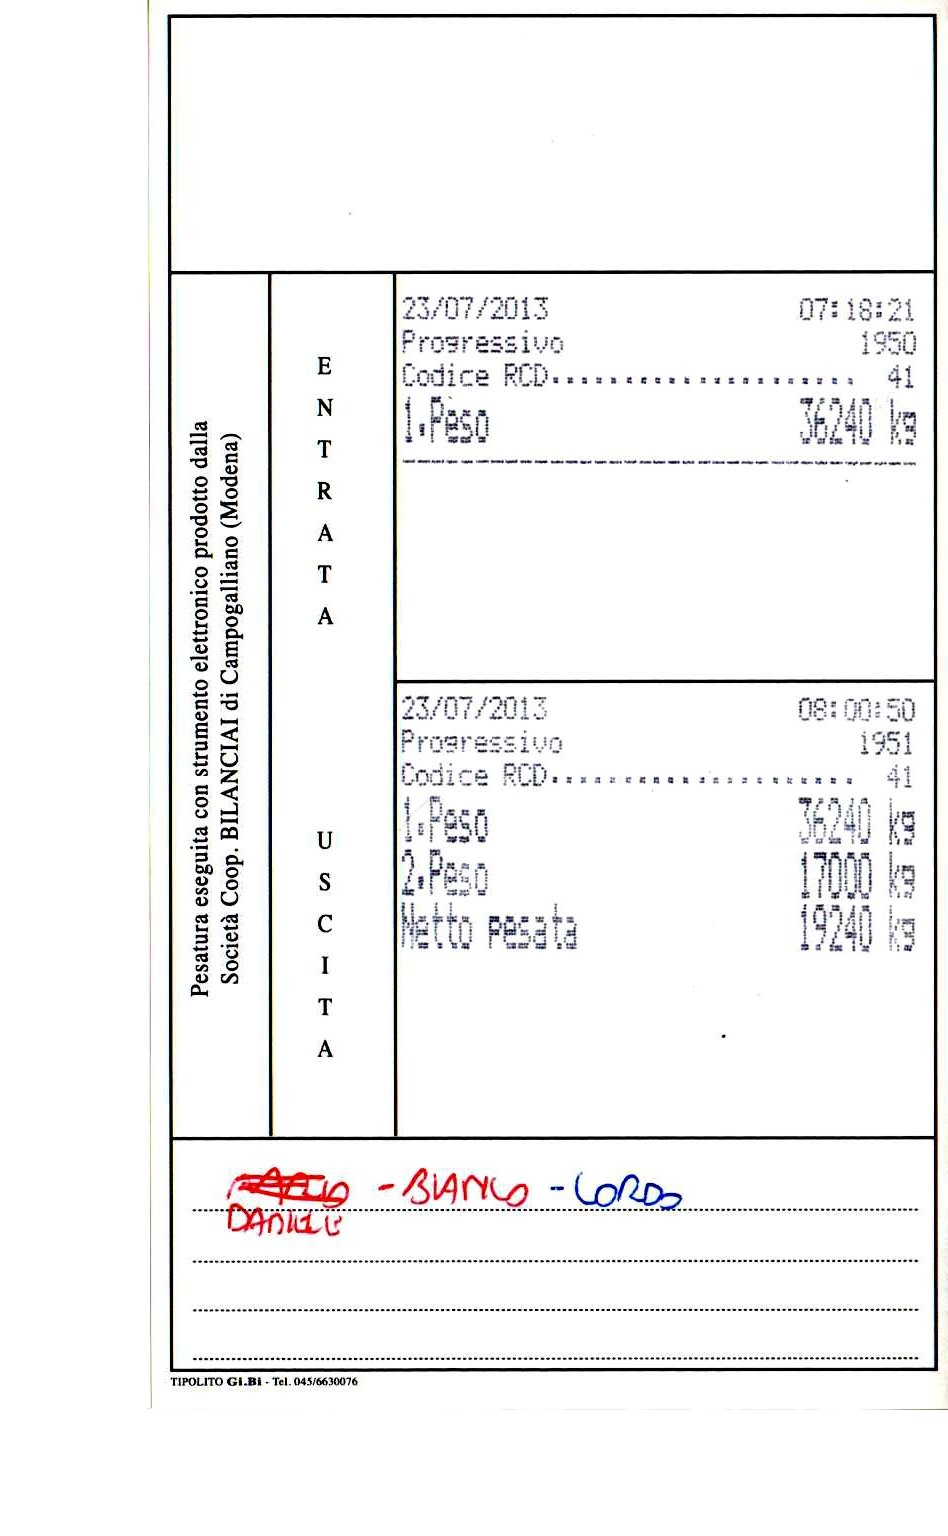 23/07/2013 07:18:21
Progressivo 1950
Codice RCD..................... 41
1.Peso 36240 kg
ENTRATA
Pesatura eseguita con strumento elettronico prodotto dalla
Società Coop. BILANCIAI di Campogalliano (Modena)
23/07/2013 08:00:50
Progressivo 1951
Codice RCD..................... 41
1.Peso 36240 kg
2.Peso 17000 kg
Netto pesata 19240 kg
USCITA
- BIANCO - LORDO
DANIELE
TIPOLITO Gi.Bi - Tel. 045/6630076